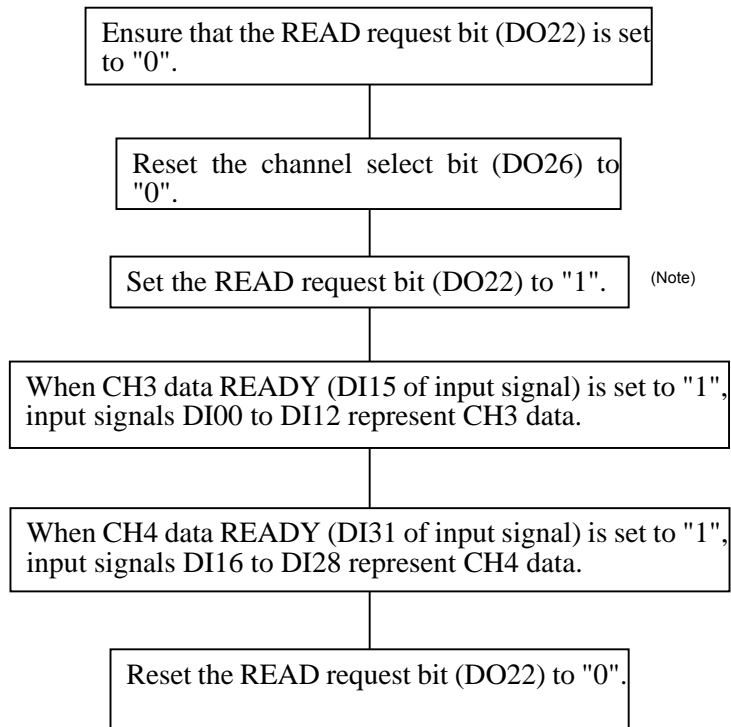 Ensure that the READ request bit (DO22) is set
to "0".
Reset the channel select bit (DO26) to
"0".
Set the READ request bit (DO22) to "1".
(Note)
When CH3 data READY (DI15 of input signal) is set to "1",
input signals DI00 to DI12 represent CH3 data.
When CH4 data READY (DI31 of input signal) is set to "1",
input signals DI16 to DI28 represent CH4 data.
Reset the READ request bit (DO22) to "0".